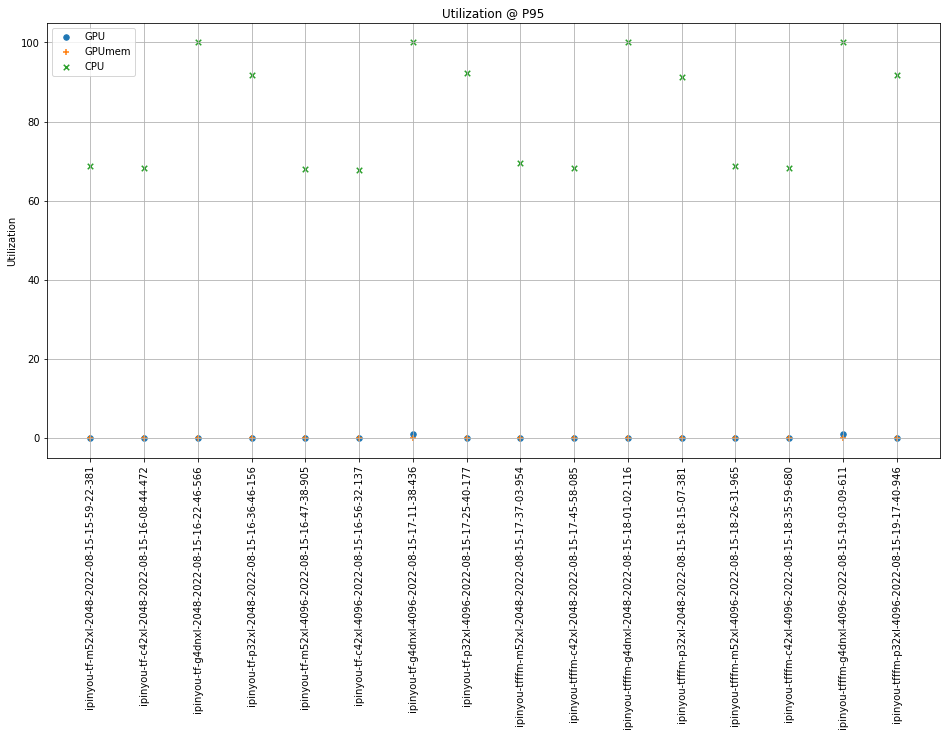 Utilization @ P95
GPU
GPUmem
CPU
100
80
60
40
20
0
Utilization
ipinyou-tf-m52xl-2048-2022-08-15-15-59-22-381
ipinyou-tf-c42xl-2048-2022-08-15-16-08-44-472
ipinyou-tf-g4dnxl-2048-2022-08-15-16-22-46-566
ipinyou-tf-p32xl-2048-2022-08-15-16-36-46-156
ipinyou-tf-m52xl-4096-2022-08-15-16-47-38-905
ipinyou-tf-c42xl-4096-2022-08-15-16-56-32-137
ipinyou-tf-g4dnxl-4096-2022-08-15-17-11-38-436
ipinyou-tf-p32xl-4096-2022-08-15-17-25-40-177
ipinyou-tfffm-m52xl-2048-2022-08-15-17-37-03-954
ipinyou-tfffm-c42xl-2048-2022-08-15-17-45-58-085
ipinyou-tfffm-g4dnxl-2048-2022-08-15-18-01-02-116
ipinyou-tfffm-p32xl-2048-2022-08-15-18-15-07-381
ipinyou-tfffm-m52xl-4096-2022-08-15-18-26-31-965
ipinyou-tfffm-c42xl-4096-2022-08-15-18-35-59-680
ipinyou-tfffm-g4dnxl-4096-2022-08-15-19-03-09-611
ipinyou-tfffm-p32xl-4096-2022-08-15-19-17-40-946